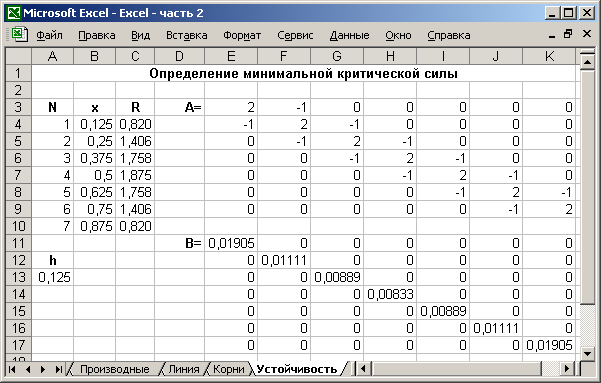 Microsoft Excel - Excel - часть 2
Файл Правка Вид Вставка Формат Сервис Данные Окно Справка
A B C D E F G H I J K
1 Определение минимальной критической силы
2
3 N x R A= 2 -1 0 0 0 0 0
4 1 0,125 0,820 -1 2 -1 0 0 0 0
5 2 0,25 1,406 0 -1 2 -1 0 0 0
6 3 0,375 1,758 0 0 -1 2 -1 0 0
7 4 0,5 1,875 0 0 0 -1 2 -1 0
8 5 0,625 1,758 0 0 0 0 -1 2 -1
9 6 0,75 1,406 0 0 0 0 0 -1 2
10 7 0,875 0,820
11 B= 0,01905 0 0 0 0 0 0
12 h 0 0,01111 0 0 0 0 0
13 0,125 0 0 0,00889 0 0 0 0
14 0 0 0 0,00833 0 0 0
15 0 0 0 0 0,00889 0 0
16 0 0 0 0 0 0,01111 0
17 0 0 0 0 0 0 0,01905
Производные Линия Корни Устойчивость